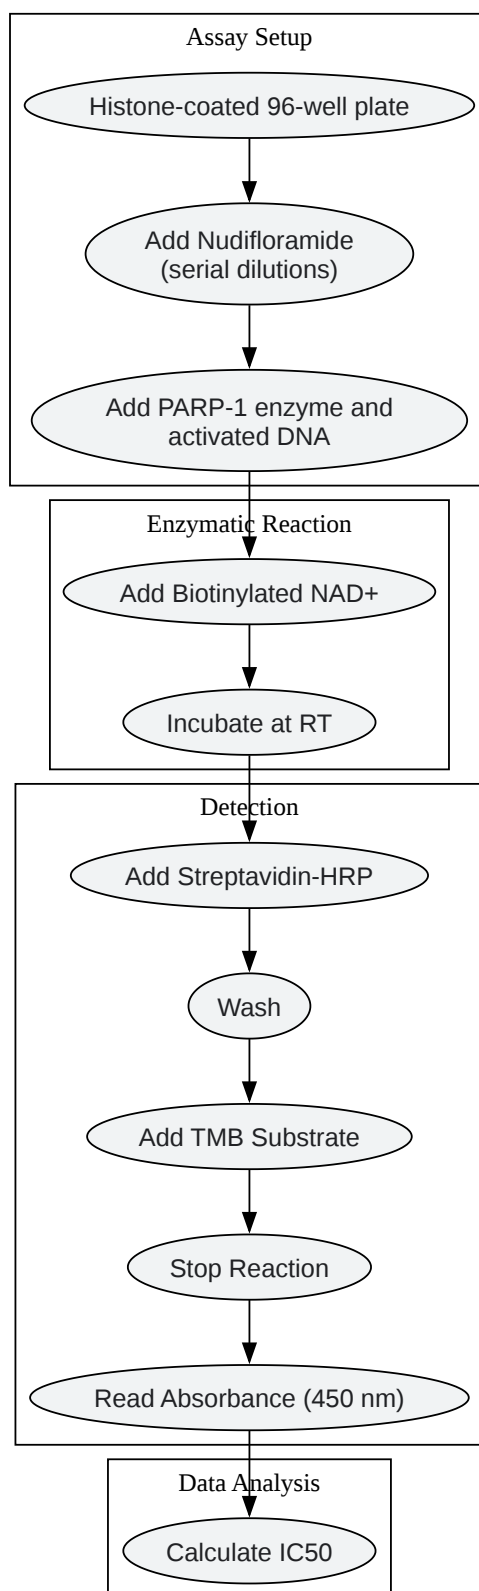 Assay Setup
Histone-coated 96-well plate
Add Nudifloramide
(serial dilutions)
Add PARP-1 enzyme and
activated DNA
Enzymatic Reaction
Add Biotinylated NAD+
Incubate at RT
Detection
Add Streptavidin-HRP
Wash
Add TMB Substrate
Stop Reaction
Read Absorbance (450 nm)
Data Analysis
Calculate IC50